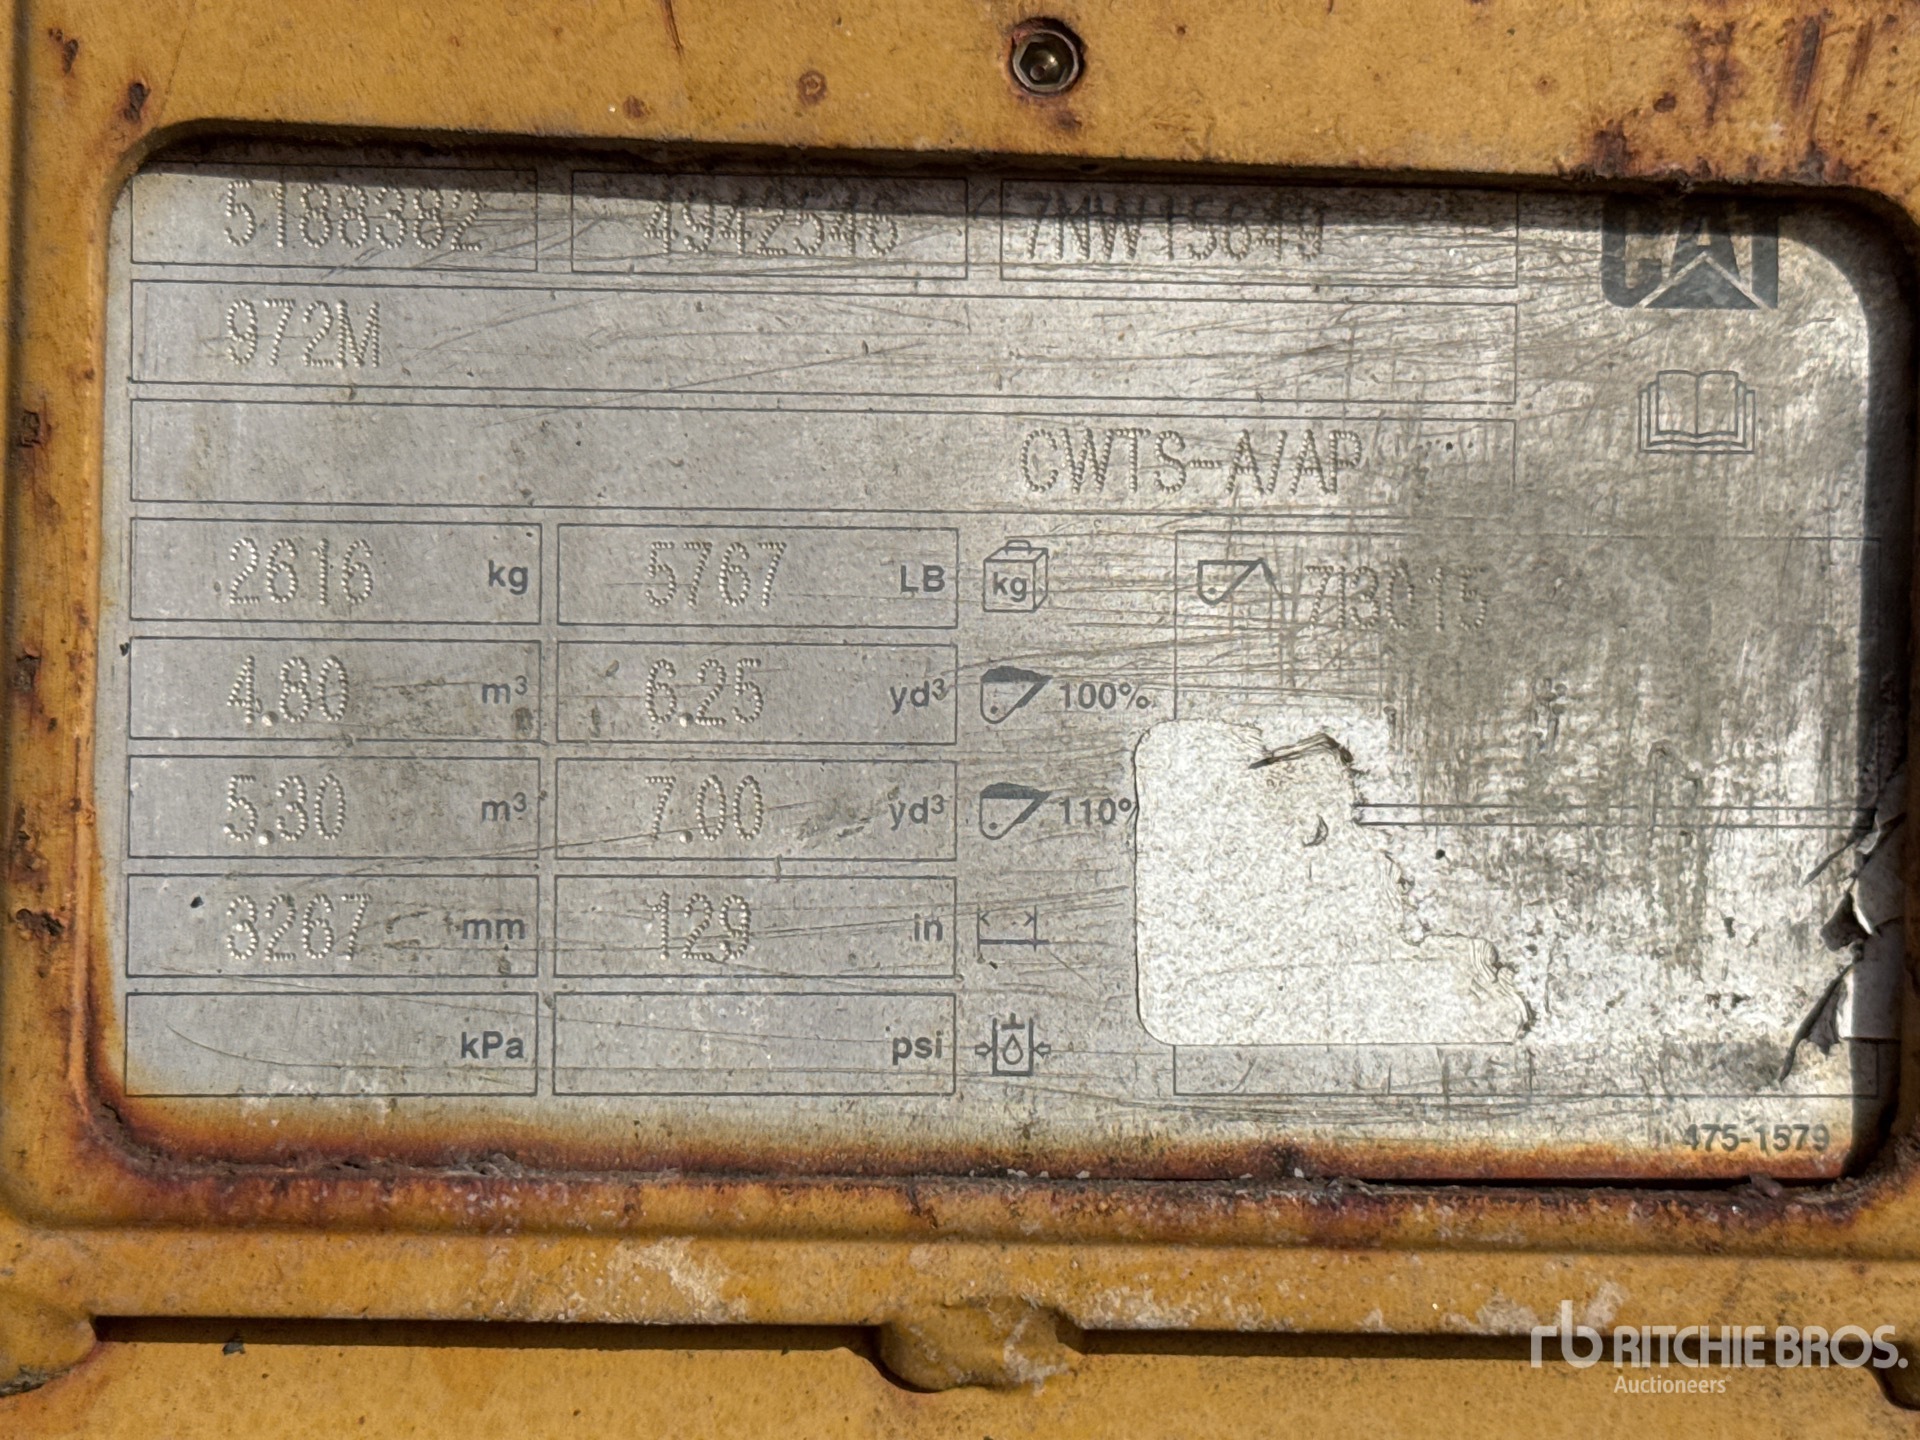 5188382 4942546 7NW15649 CAT
972M
CWTS-A/AP
2616 kg 5767 LB kg
4.80 m³ 6.25 yd³ 100%
5.30 m³ 7.00 yd³ 110%
3267 mm 129 in
kPa psi
475-1579
rb RITCHIE BROS.
Auctioneers